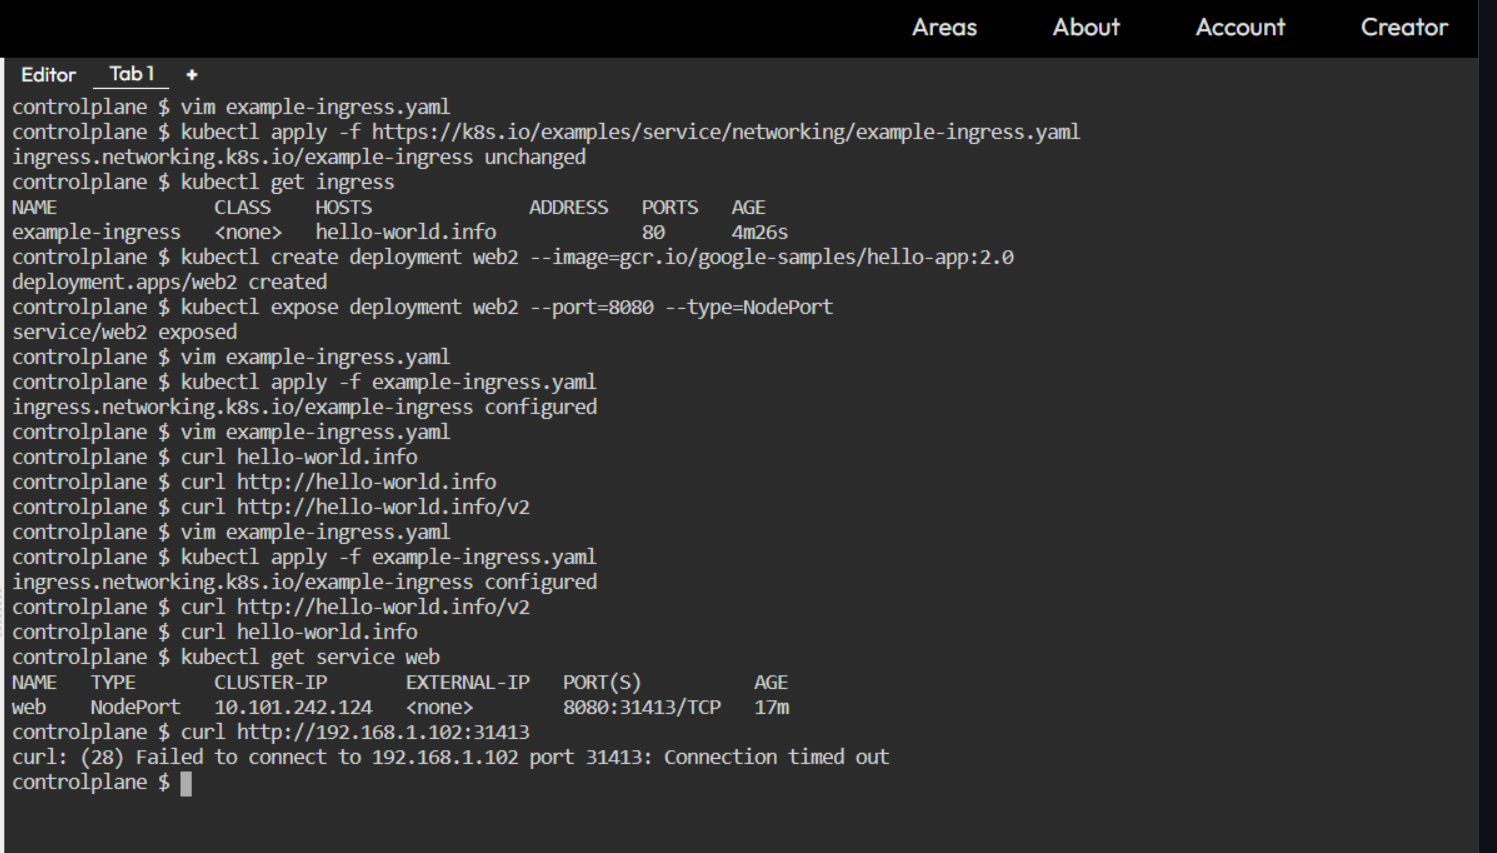 Areas About Account Creator
Editor Tab 1 +
controlplane $ vim example-ingress.yaml
controlplane $ kubectl apply -f https://k8s.io/examples/service/networking/example-ingress.yaml
ingress.networking.k8s.io/example-ingress unchanged
controlplane $ kubectl get ingress
NAME CLASS HOSTS ADDRESS PORTS AGE
example-ingress <none> hello-world.info 80 4m26s
controlplane $ kubectl create deployment web2 --image=gcr.io/google-samples/hello-app:2.0
deployment.apps/web2 created
controlplane $ kubectl expose deployment web2 --port=8080 --type=NodePort
service/web2 exposed
controlplane $ vim example-ingress.yaml
controlplane $ kubectl apply -f example-ingress.yaml
ingress.networking.k8s.io/example-ingress configured
controlplane $ vim example-ingress.yaml
controlplane $ curl hello-world.info
controlplane $ curl http://hello-world.info
controlplane $ curl http://hello-world.info/v2
controlplane $ vim example-ingress.yaml
controlplane $ kubectl apply -f example-ingress.yaml
ingress.networking.k8s.io/example-ingress configured
controlplane $ curl http://hello-world.info/v2
controlplane $ curl hello-world.info
controlplane $ kubectl get service web
NAME TYPE CLUSTER-IP EXTERNAL-IP PORT(S) AGE
web NodePort 10.101.242.124 <none> 8080:31413/TCP 17m
controlplane $ curl http://192.168.1.102:31413
curl: (28) Failed to connect to 192.168.1.102 port 31413: Connection timed out
controlplane $